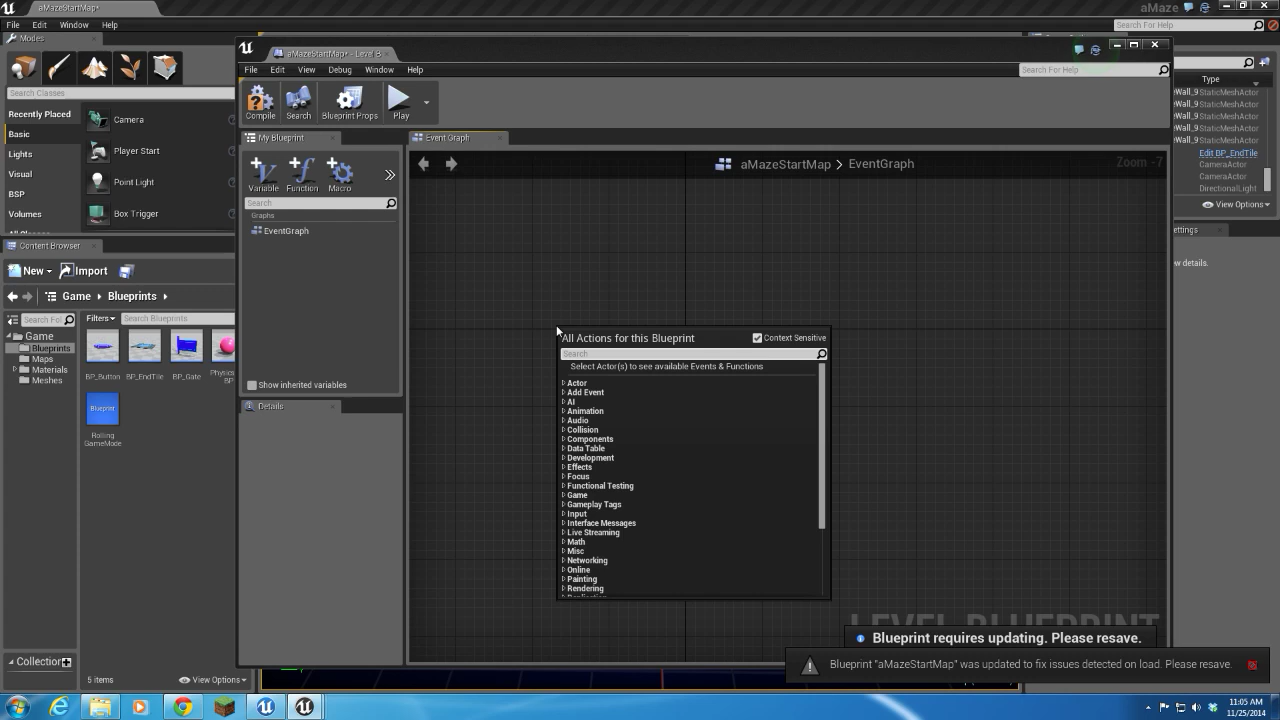 aMazeStartMap*
aMaze
File Edit Window Help
Search For Help
Modes
Search Classes
Recently Placed
Basic
Lights
Visual
BSP
Volumes
Camera
Player Start
Point Light
Box Trigger
Content Browser
New Import
Game Blueprints
Filters Search Blueprints
Game
Blueprints
Maps
Materials
Meshes
BP_Button BP_EndTile BP_Gate
BP
Blueprint
Rolling
GameMode
Collection
5 items View Options
aMazeStartMap* - Level B
File Edit View Debug Window Help
Search For Help
Compile Search Blueprint Props Play
My Blueprint
Variable Function Macro
Search
Graphs
EventGraph
Show inherited variables
Details
Event Graph
aMazeStartMap > EventGraph
Zoom -7
All Actions for this Blueprint Context Sensitive
Search
Select Actor(s) to see available Events & Functions
Actor
Add Event
AI
Animation
Audio
Collision
Components
Data Table
Development
Effects
Focus
Functional Testing
Game
Gameplay Tags
Input
Interface Messages
Live Streaming
Math
Misc
Networking
Online
Painting
Rendering
LEVEL BLUEPRINT
Blueprint requires updating. Please resave.
Blueprint "aMazeStartMap" was updated to fix issues detected on load. Please resave.
Type
Wall_9 StaticMeshActor
Wall_9 StaticMeshActor
Wall_9 StaticMeshActor
Wall_9 StaticMeshActor
Wall_9 StaticMeshActor
Edit BP_EndTile
CameraActor
CameraActor
DirectionalLight
View Options
ettings
w details.
11:05 AM
11/25/2014